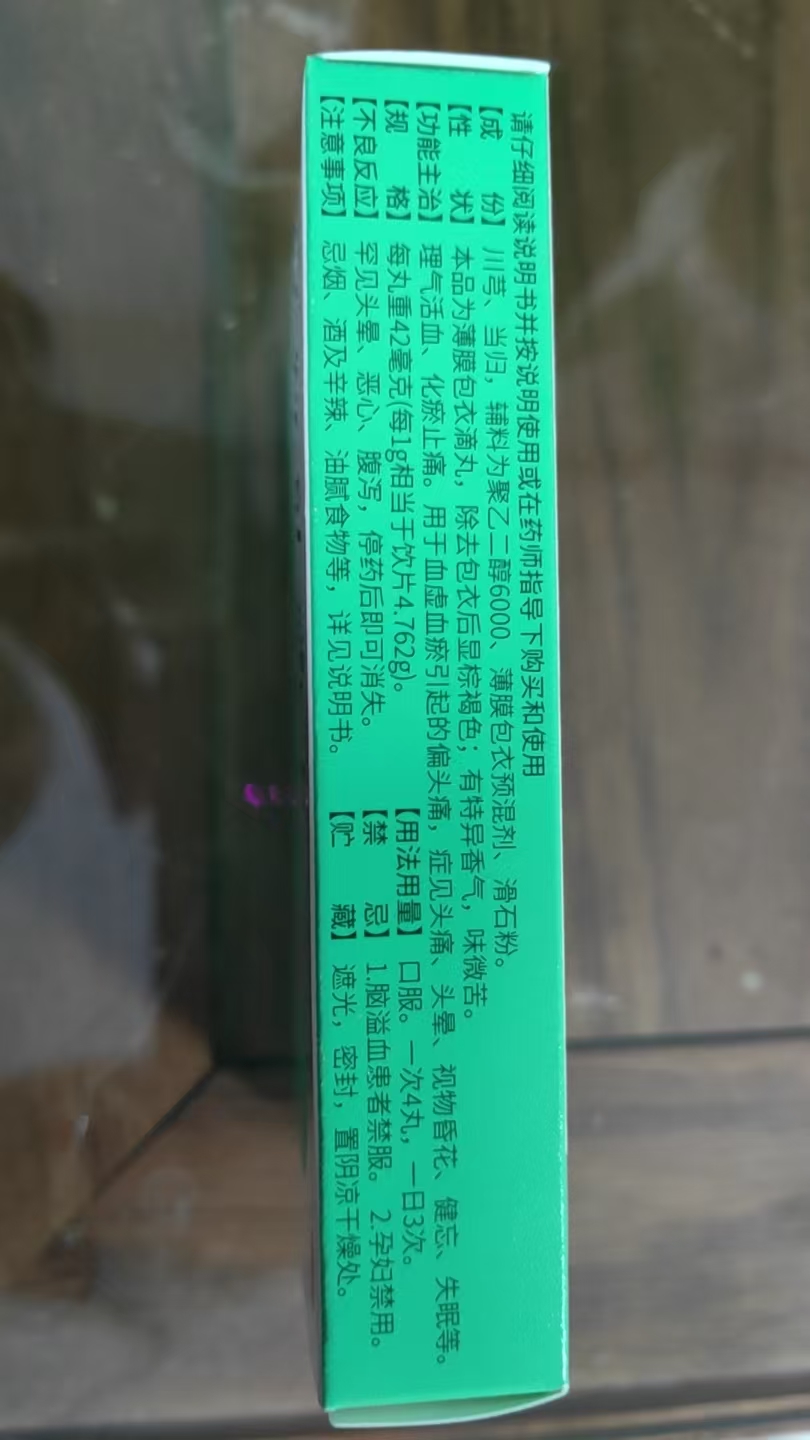 请仔细阅读说明书并按说明使用或在药师指导下购买和使用
【成 份】川芎、当归，辅料为聚乙二醇6000、薄膜包衣预混剂、滑石粉。
【性 状】本品为薄膜包衣滴丸，除去包衣后显棕褐色；有特异香气，味微苦。
【功能主治】理气活血、化瘀止痛。用于血虚血瘀引起的偏头痛，症见头痛、头晕、视物昏花、健忘、失眠等。
【规 格】每丸重42毫克(每1g相当于饮片4.762g)。 【用法用量】口服。一次4丸，一日3次。
【不良反应】罕见头晕、恶心、腹泻，停药后即可消失。 【禁 忌】1.脑溢血患者禁服。2.孕妇禁用。
【注意事项】忌烟、酒及辛辣、油腻食物等，详见说明书。 【贮 藏】遮光，密封，置阴凉干燥处。